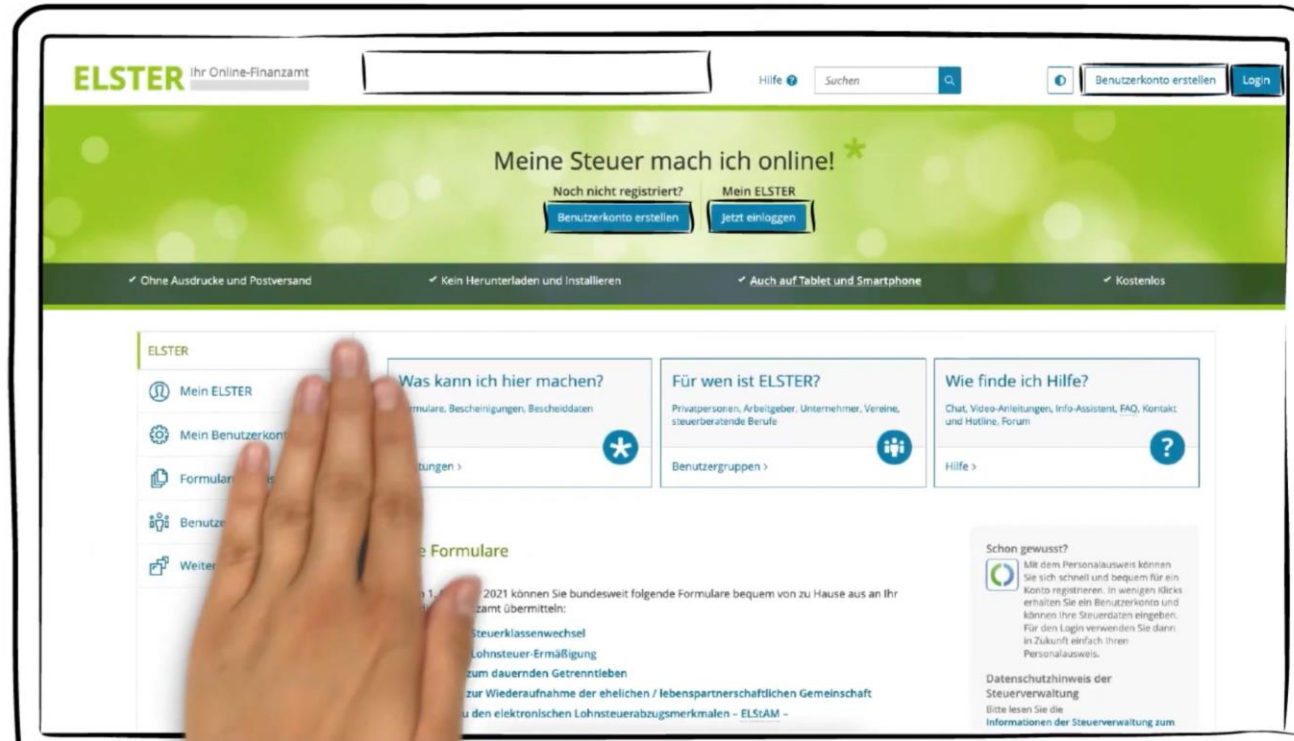 ELSTER Ihr Online-Finanzamt
Hilfe ?
Suchen
Benutzerkonto erstellen
Login
Meine Steuer mach ich online! *
Noch nicht registriert?
Benutzerkonto erstellen
Mein ELSTER
Jetzt einloggen
✓ Ohne Ausdrucke und Postversand
✓ Kein Herunterladen und Installieren
✓ Auch auf Tablet und Smartphone
✓ Kostenlos
ELSTER
Mein ELSTER
Mein Benutzerkont
Formular
Benutze
Weiter
Was kann ich hier machen?
Formulare, Bescheinigungen, Bescheiddaten
tungen >
Für wen ist ELSTER?
Privatpersonen, Arbeitgeber, Unternehmer, Vereine,
steuerberatende Berufe
Benutzergruppen >
Wie finde ich Hilfe?
Chat, Video-Anleitungen, Info-Assistent, FAQ, Kontakt
und Hotline, Forum
?
Hilfe >
Formulare
1. 2021 können Sie bundesweit folgende Formulare bequem von zu Hause aus an Ihr
zamt übermitteln:
Steuerklassenwechsel
Lohnsteuer-Ermäßigung
zum dauernden Getrenntleben
zur Wiederaufnahme der ehelichen / lebenspartnerschaftlichen Gemeinschaft
u den elektronischen Lohnsteuerabzugsmerkmalen – ELStAM –
Schon gewusst?
Mit dem Personalausweis können
Sie sich schnell und bequem für ein
Konto registrieren. In wenigen Klicks
erhalten Sie ein Benutzerkonto und
können Ihre Steuerdaten eingeben.
Für den Login verwenden Sie dann
in Zukunft einfach Ihren
Personalausweis.
Datenschutzhinweis der
Steuerverwaltung
Bitte lesen Sie die
Informationen der Steuerverwaltung zum